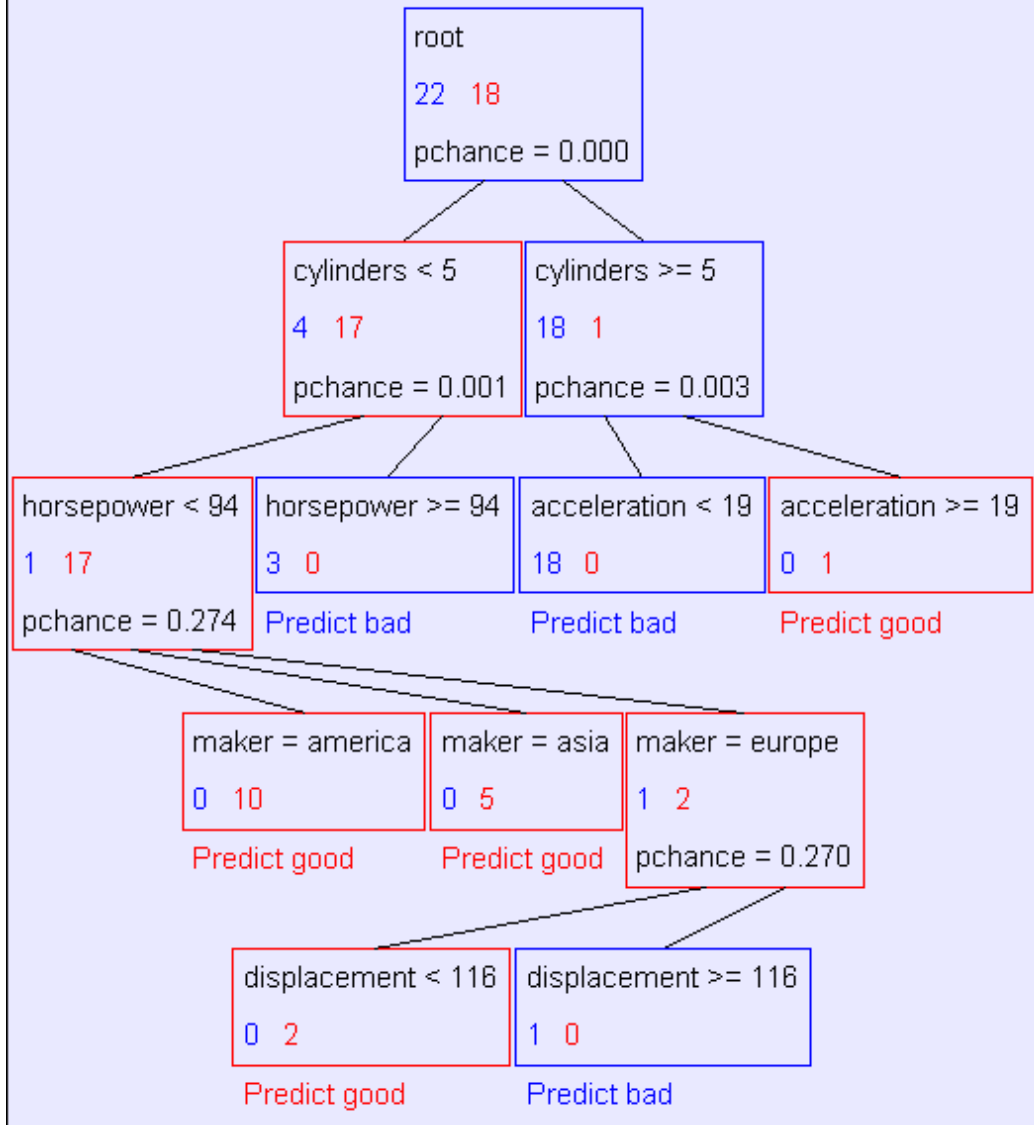 root
22 18
pchance = 0.000
cylinders < 5
4 17
pchance = 0.001
cylinders >= 5
18 1
pchance = 0.003
horsepower < 94
1 17
pchance = 0.274
horsepower >= 94
3 0
Predict bad
acceleration < 19
18 0
Predict bad
acceleration >= 19
0 1
Predict good
maker = america
0 10
Predict good
maker = asia
0 5
Predict good
maker = europe
1 2
pchance = 0.270
displacement < 116
0 2
Predict good
displacement >= 116
1 0
Predict bad